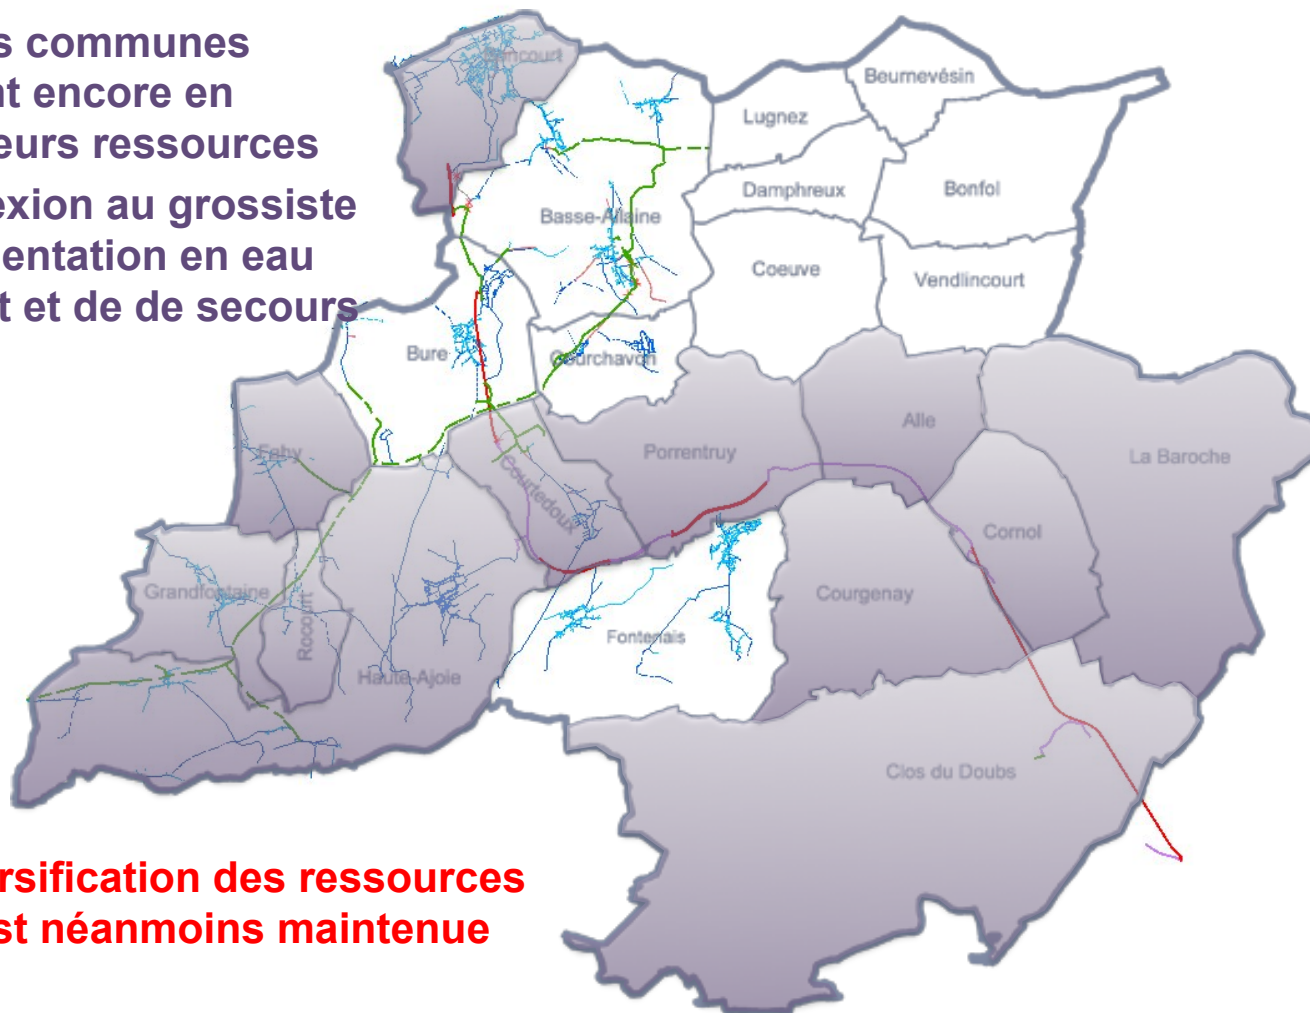 s communes
nt encore en
eurs ressources
exion au grossiste
entation en eau
t et de de secours
Boncourt
Beurnevésin
Lugnez
Damphreux
Bonfol
Basse-Allaine
Coeuve
Vendlincourt
Bure
Courchavon
Alle
Fahy
Porrentruy
La Baroche
Courtedoux
Cornol
Grandfontaine
Rocourt
Courgenay
Fontenais
Haute-Ajoie
Clos du Doubs
rsification des ressources
st néanmoins maintenue